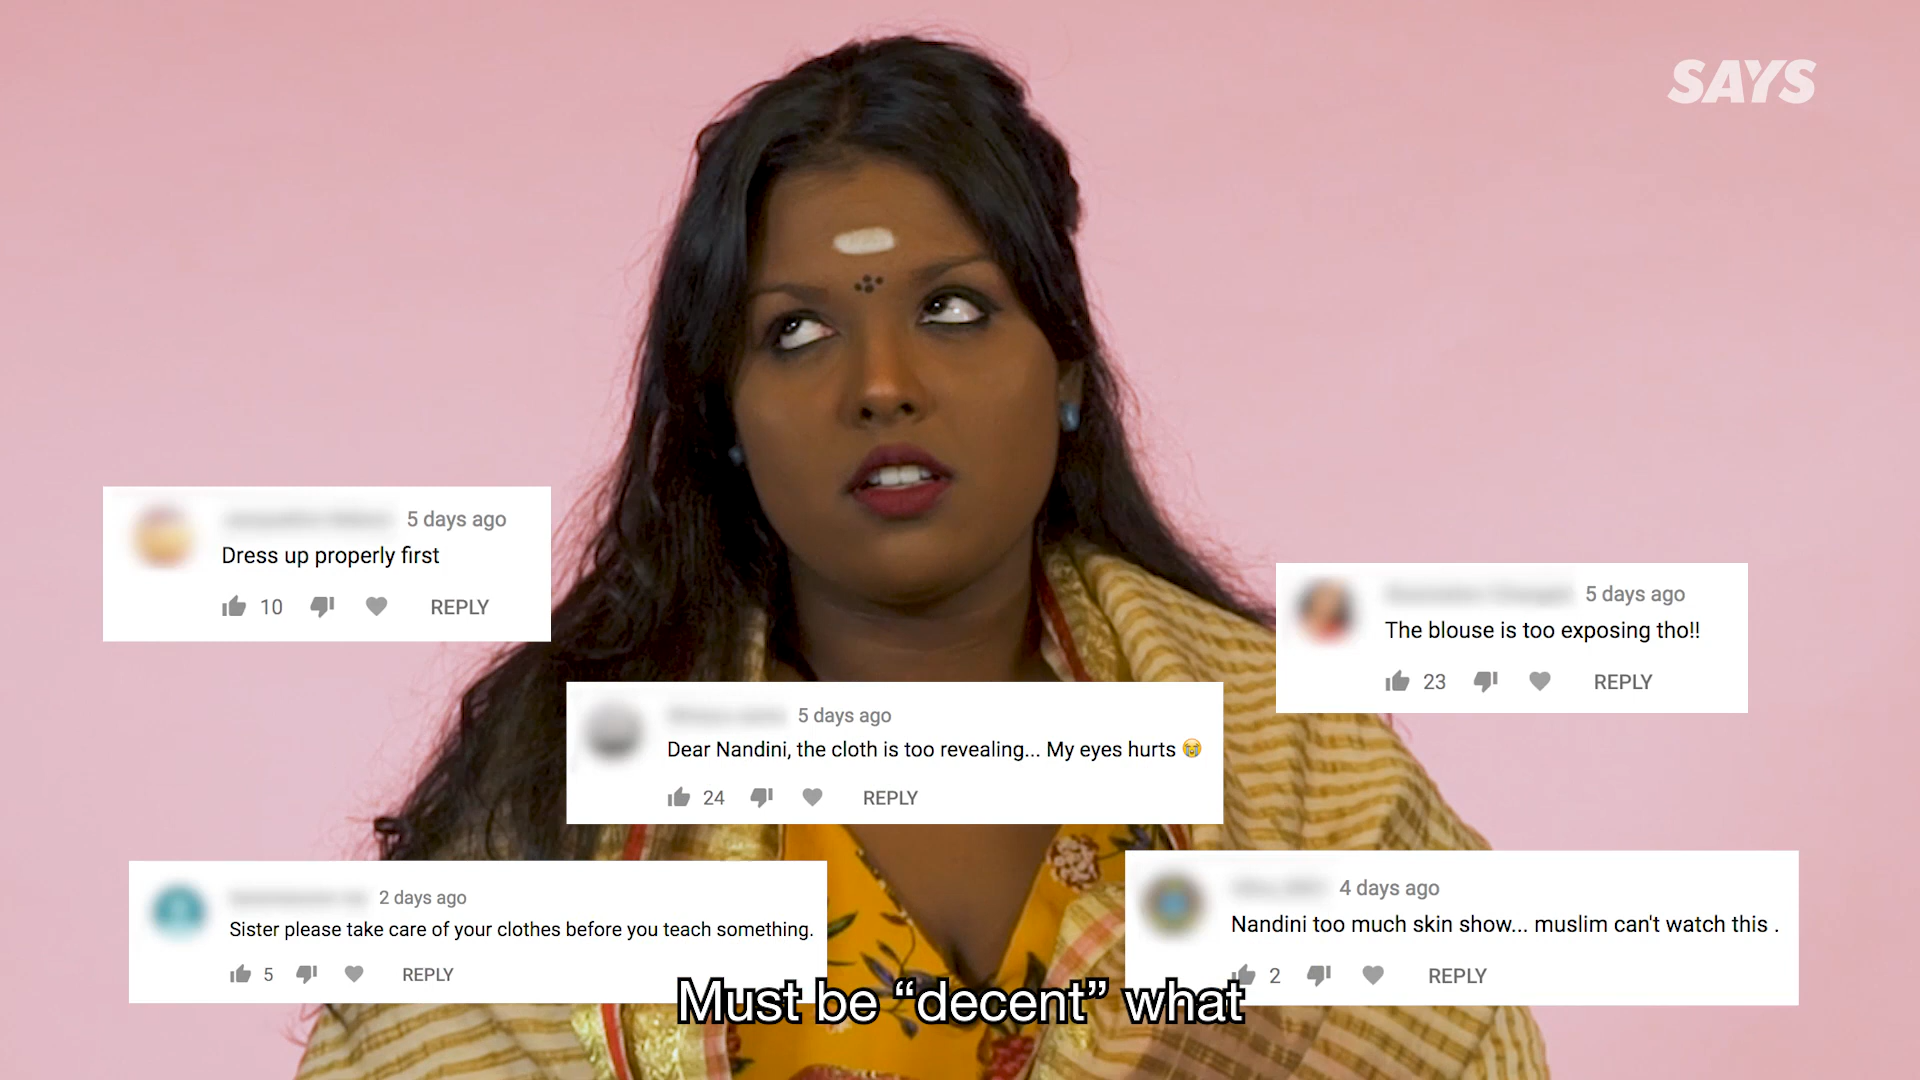 SAYS
5 days ago
Dress up properly first
10 REPLY
5 days ago
The blouse is too exposing tho!!
23 REPLY
5 days ago
Dear Nandini, the cloth is too revealing... My eyes hurts 😭
24 REPLY
2 days ago
Sister please take care of your clothes before you teach something.
5 REPLY
4 days ago
Nandini too much skin show... muslim can't watch this .
2 REPLY
Must be “decent” what